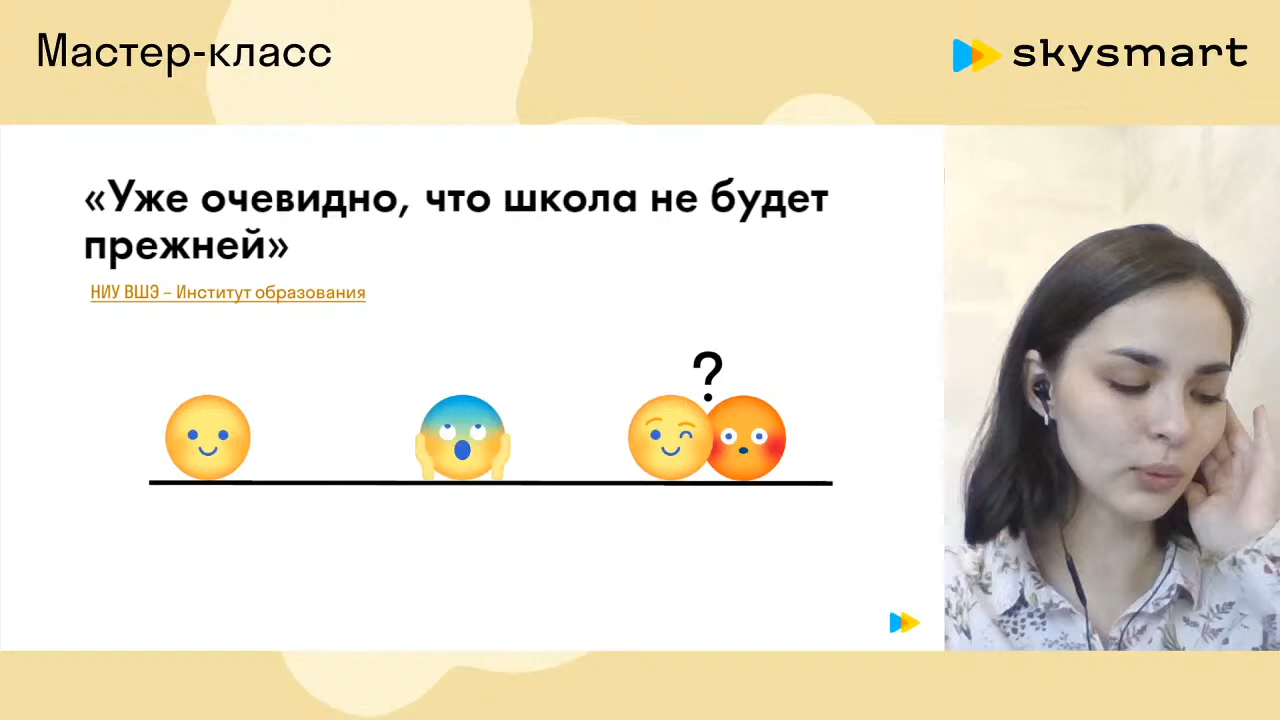 Мастер-класс
skysmart
«Уже очевидно, что школа не будет
прежней»
НИУ ВШЭ – Институт образования
?